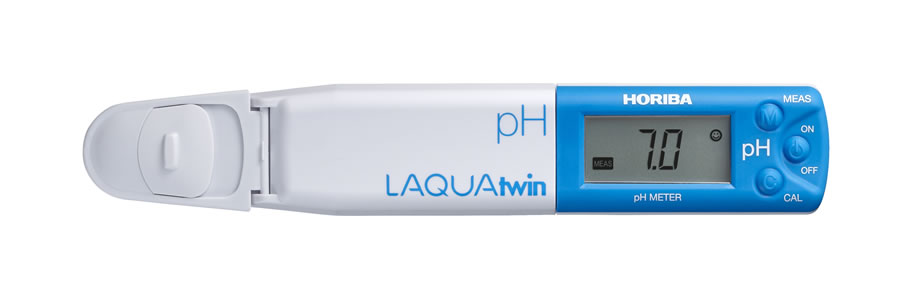 pH
LAQUAtwin
HORIBA
MEAS
7.0
MEAS
ON
pH
OFF
pH METER
CAL